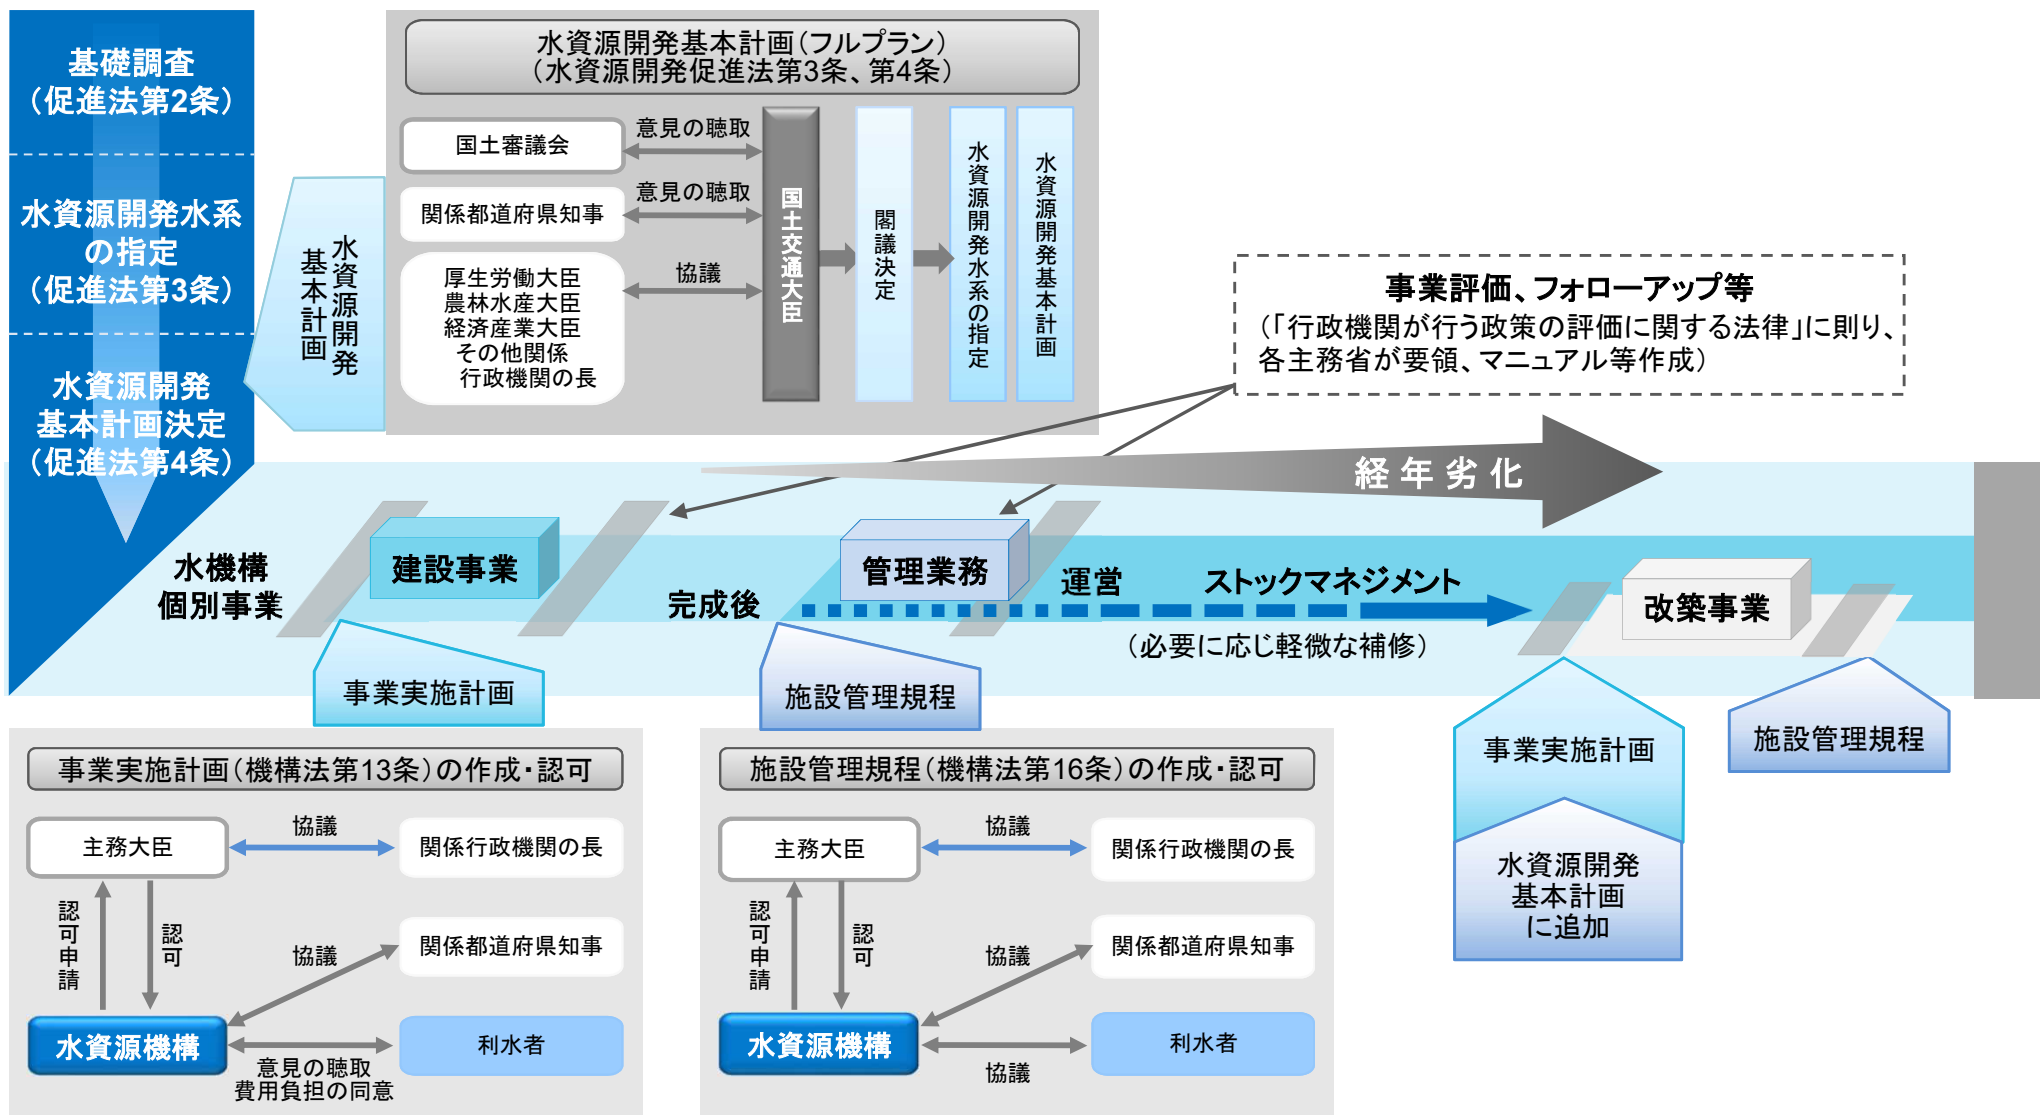 基礎調査
（促進法第2条）
水資源開発水系
の指定
（促進法第3条）
水資源開発
基本計画決定
（促進法第4条）
水資源開発
基本計画
水資源開発基本計画（フルプラン）
（水資源開発促進法第3条、第4条）
国土審議会
意見の聴取
関係都道府県知事
意見の聴取
厚生労働大臣
農林水産大臣
経済産業大臣
その他関係
行政機関の長
協議
国土交通大臣
閣議決定
水資源開発水系の指定
水資源開発基本計画
事業評価、フォローアップ等
（「行政機関が行う政策の評価に関する法律」に則り、
各主務省が要領、マニュアル等作成）
経年劣化
水機構
個別事業
建設事業
完成後
管理業務
運営
ストックマネジメント
（必要に応じ軽微な補修）
改築事業
事業実施計画
施設管理規程
事業実施計画
水資源開発
基本計画
に追加
施設管理規程
事業実施計画（機構法第13条）の作成・認可
主務大臣
協議
関係行政機関の長
認可申請
認可
協議
関係都道府県知事
水資源機構
利水者
意見の聴取
費用負担の同意
施設管理規程（機構法第16条）の作成・認可
主務大臣
協議
関係行政機関の長
認可申請
認可
協議
関係都道府県知事
水資源機構
利水者
協議